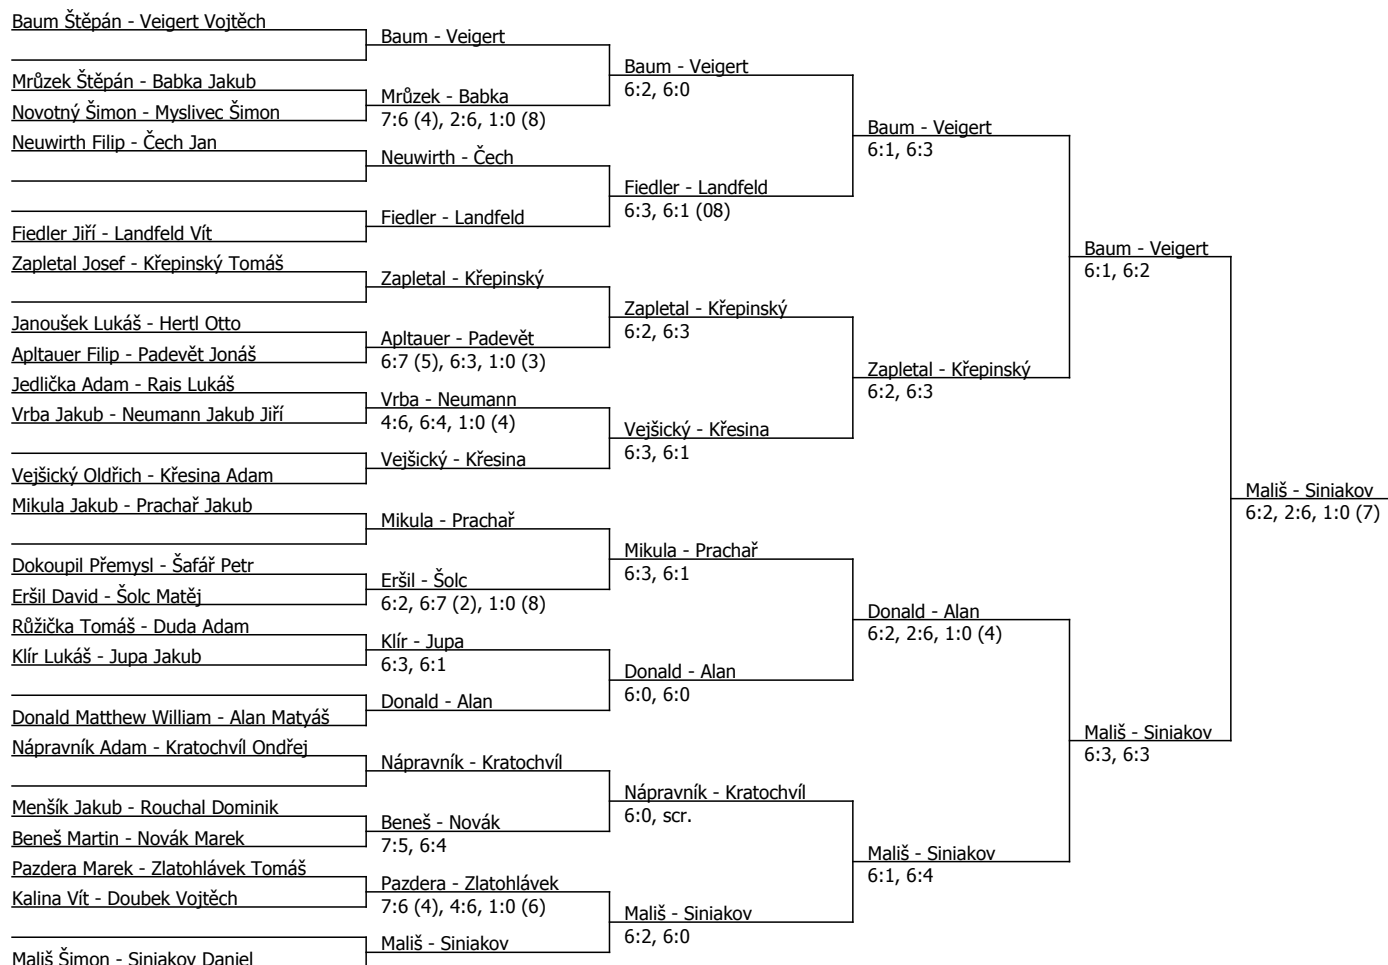 Baum Štěpán - Veigert Vojtěch
Mrůzek Štěpán - Babka Jakub
Novotný Šimon - Myslivec Šimon
Neuwirth Filip - Čech Jan
Fiedler Jiří - Landfeld Vít
Zapletal Josef - Křepinský Tomáš
Janoušek Lukáš - Hertl Otto
Apltauer Filip - Padevět Jonáš
Jedlička Adam - Rais Lukáš
Vrba Jakub - Neumann Jakub Jiří
Vejšický Oldřich - Křesina Adam
Mikula Jakub - Prachař Jakub
Dokoupil Přemysl - Šafář Petr
Eršil David - Šolc Matěj
Růžička Tomáš - Duda Adam
Klír Lukáš - Jupa Jakub
Donald Matthew William - Alan Matyáš
Nápravník Adam - Kratochvíl Ondřej
Menšík Jakub - Rouchal Dominik
Beneš Martin - Novák Marek
Pazdera Marek - Zlatohlávek Tomáš
Kalina Vít - Doubek Vojtěch
Mališ Šimon - Siniakov Daniel
Baum - Veigert
Mrůzek - Babka
7:6 (4), 2:6, 1:0 (8)
Neuwirth - Čech
Fiedler - Landfeld
Zapletal - Křepinský
Apltauer - Padevět
6:7 (5), 6:3, 1:0 (3)
Vrba - Neumann
4:6, 6:4, 1:0 (4)
Vejšický - Křesina
Mikula - Prachař
Eršil - Šolc
6:2, 6:7 (2), 1:0 (8)
Klír - Jupa
6:3, 6:1
Donald - Alan
Nápravník - Kratochvíl
Beneš - Novák
7:5, 6:4
Pazdera - Zlatohlávek
7:6 (4), 4:6, 1:0 (6)
Mališ - Siniakov
Baum - Veigert
6:2, 6:0
Fiedler - Landfeld
6:3, 6:1 (08)
Zapletal - Křepinský
6:2, 6:3
Vejšický - Křesina
6:3, 6:1
Mikula - Prachař
6:3, 6:1
Donald - Alan
6:0, 6:0
Nápravník - Kratochvíl
6:0, scr.
Mališ - Siniakov
6:2, 6:0
Baum - Veigert
6:1, 6:3
Zapletal - Křepinský
6:2, 6:3
Donald - Alan
6:2, 2:6, 1:0 (4)
Mališ - Siniakov
6:1, 6:4
Baum - Veigert
6:1, 6:2
Mališ - Siniakov
6:3, 6:3
Mališ - Siniakov
6:2, 2:6, 1:0 (7)